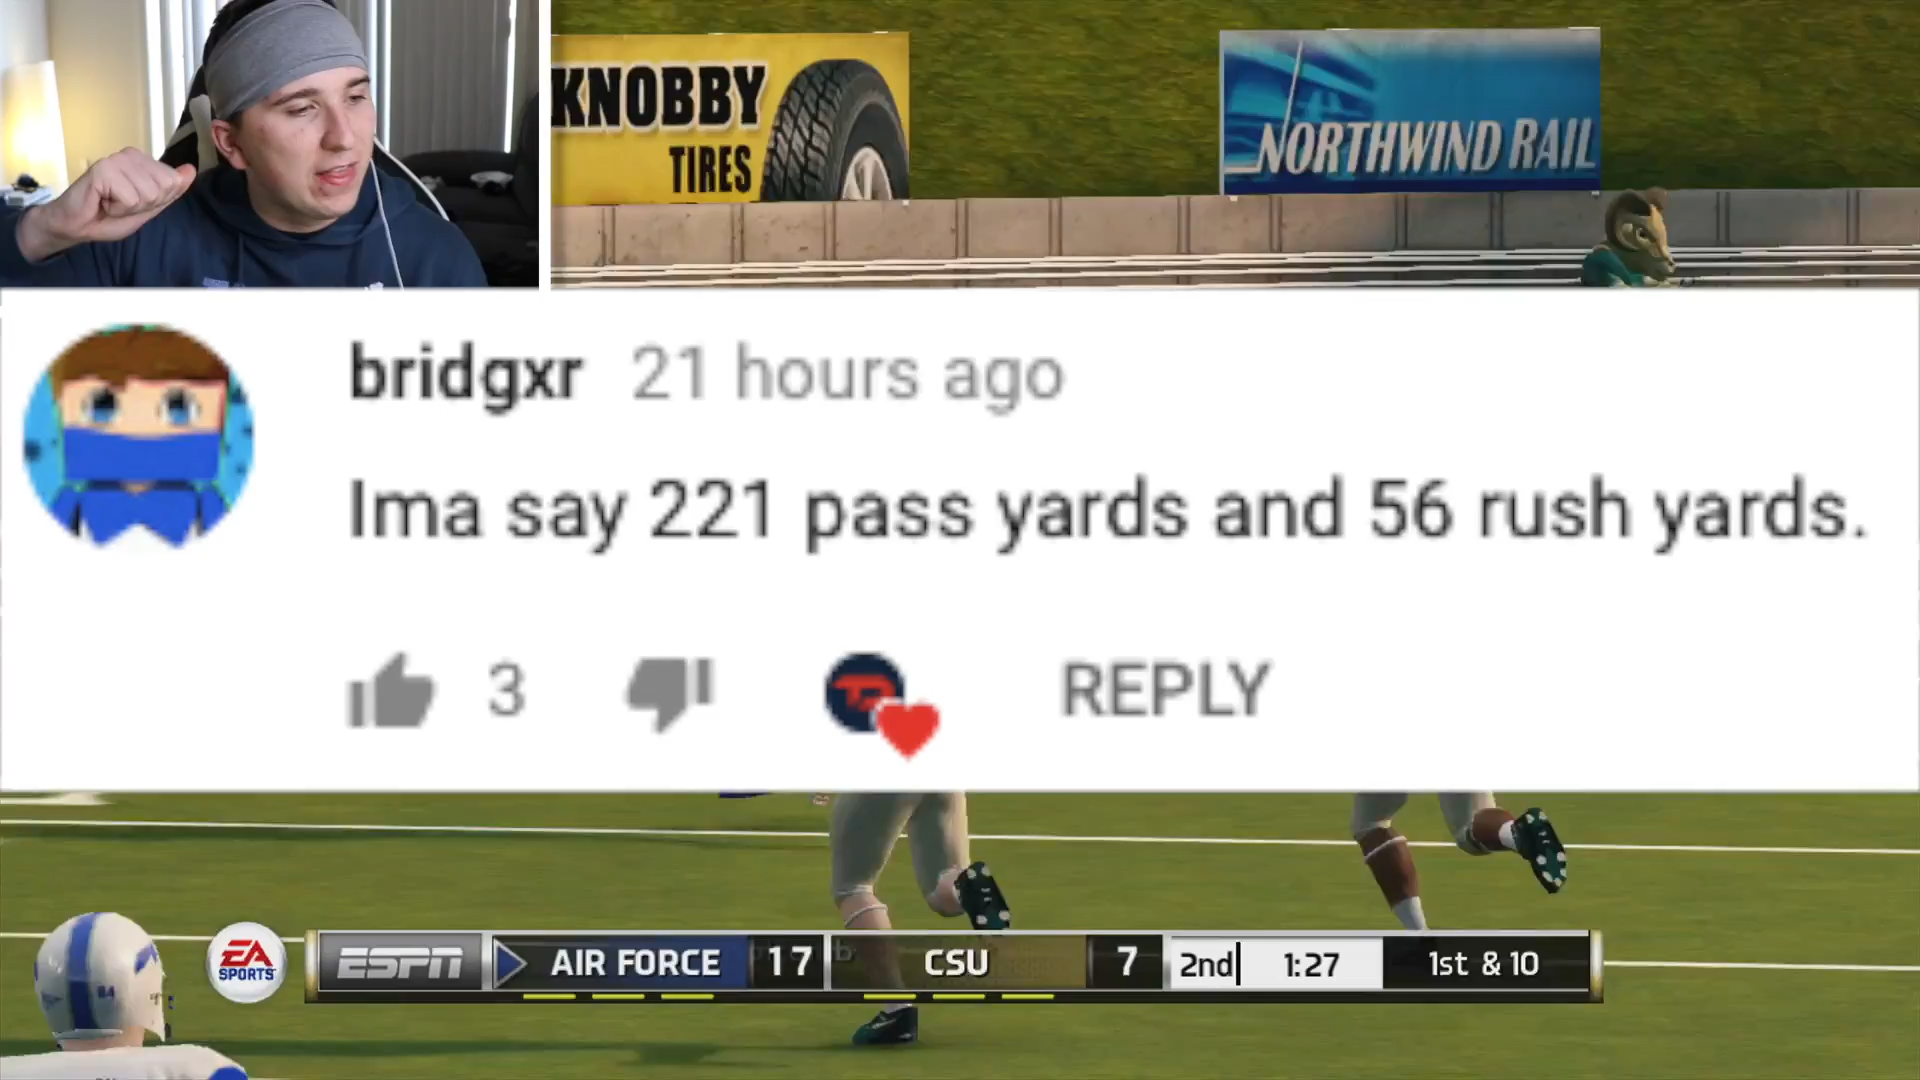 KNOBBY
TIRES
NORTHWIND RAIL
bridgxr 21 hours ago
Ima say 221 pass yards and 56 rush yards.
3 REPLY
EA
SPORTS
ESPN AIR FORCE 17 CSU 7 2nd 1:27 1st & 10